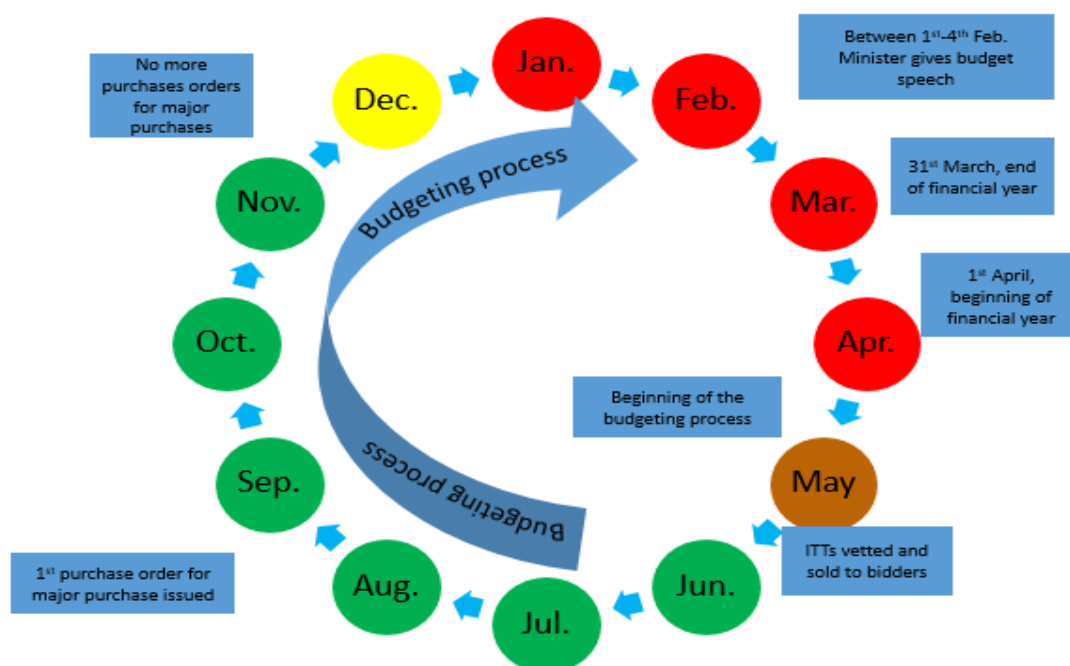 Jan.
Feb.
Between 1st-4th Feb.
Minister gives budget
speech
Mar.
31st March, end
of financial year
Apr.
1st April,
beginning of
financial year
May
Beginning of the
budgeting process
ITTs vetted and
sold to bidders
Jun.
Jul.
Aug.
1st purchase order for
major purchase issued
Sep.
Oct.
Nov.
No more
purchases orders
for major
purchases
Dec.
Budgeting process
Budgeting process